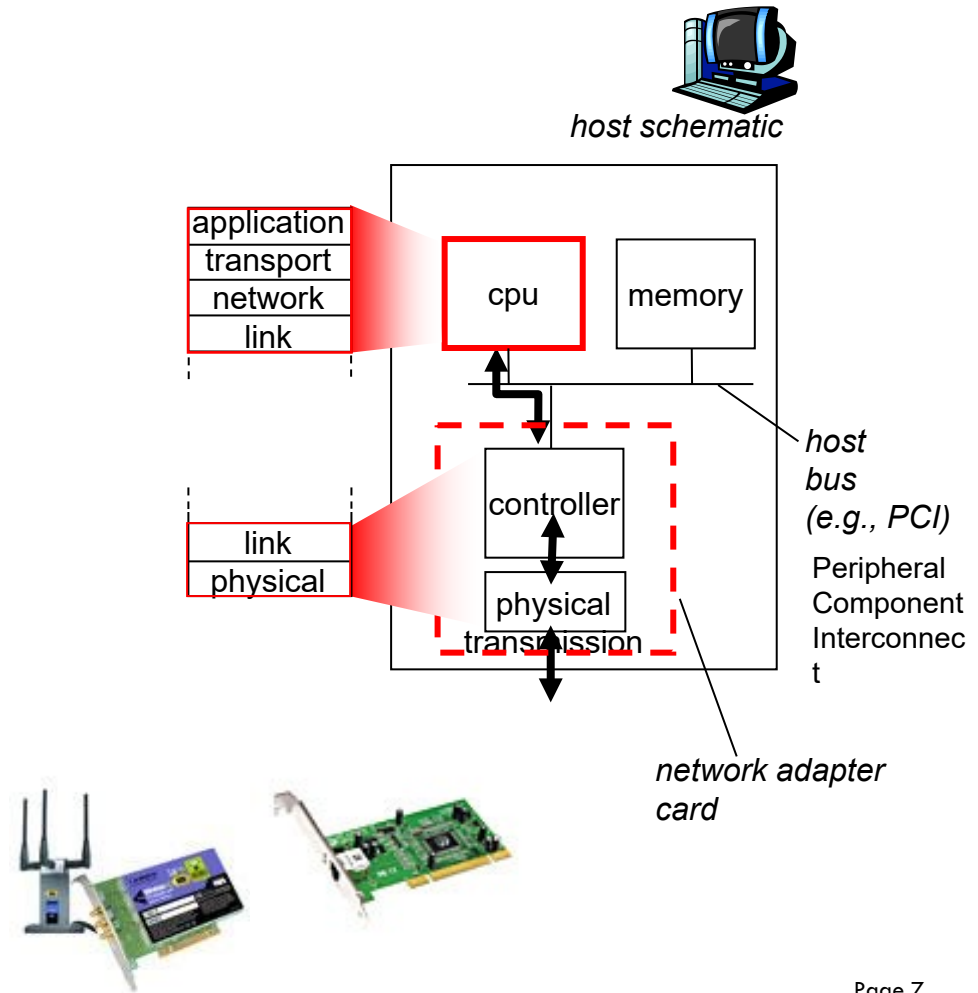 host schematic
application
transport
network
link
cpu
memory
host
bus
(e.g., PCI)
Peripheral
Component
Interconnec
t
controller
link
physical
physical
transmission
network adapter
card
Page 7